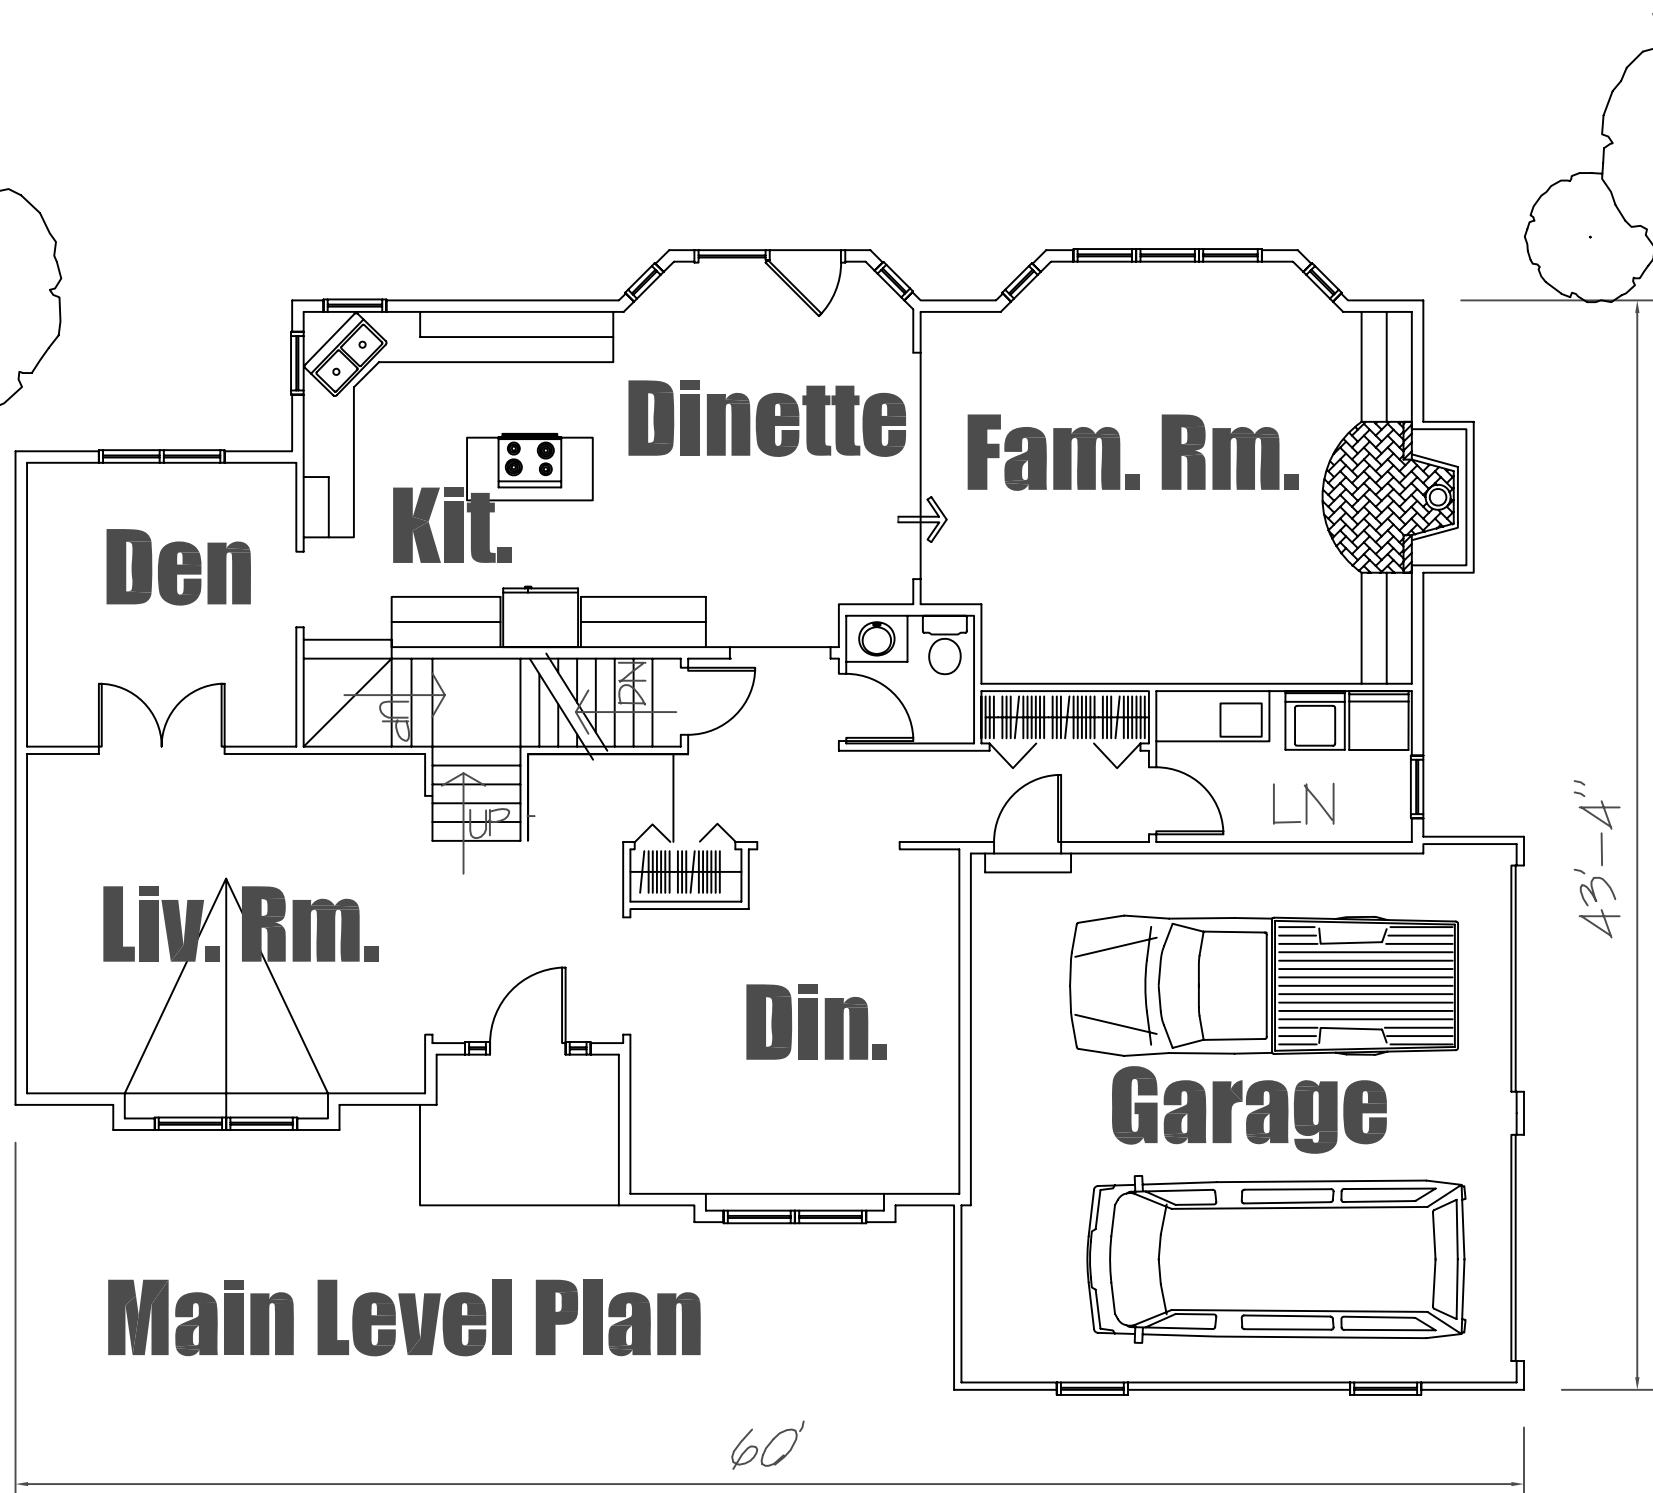 Dinette
Fam. Rm.
Kit.
Den
DN
UP
UP
LN
43'-4"
Liv. Rm.
Din.
Garage
Main Level Plan
60'